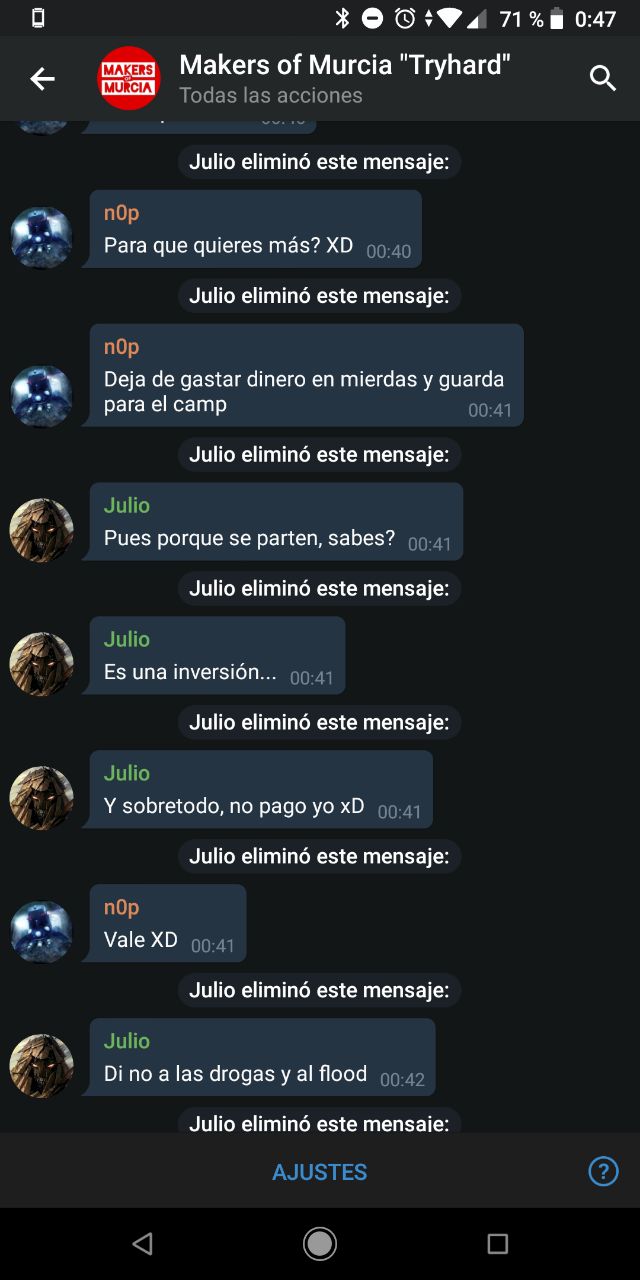 71 % 0:47
MAKERS
OF
MURCIA
Makers of Murcia "Tryhard"
Todas las acciones
Julio eliminó este mensaje:
n0p
Para que quieres más? XD 00:40
Julio eliminó este mensaje:
n0p
Deja de gastar dinero en mierdas y guarda
para el camp 00:41
Julio eliminó este mensaje:
Julio
Pues porque se parten, sabes? 00:41
Julio eliminó este mensaje:
Julio
Es una inversión... 00:41
Julio eliminó este mensaje:
Julio
Y sobretodo, no pago yo xD 00:41
Julio eliminó este mensaje:
n0p
Vale XD 00:41
Julio eliminó este mensaje:
Julio
Di no a las drogas y al flood 00:42
Julio eliminó este mensaje:
AJUSTES ?